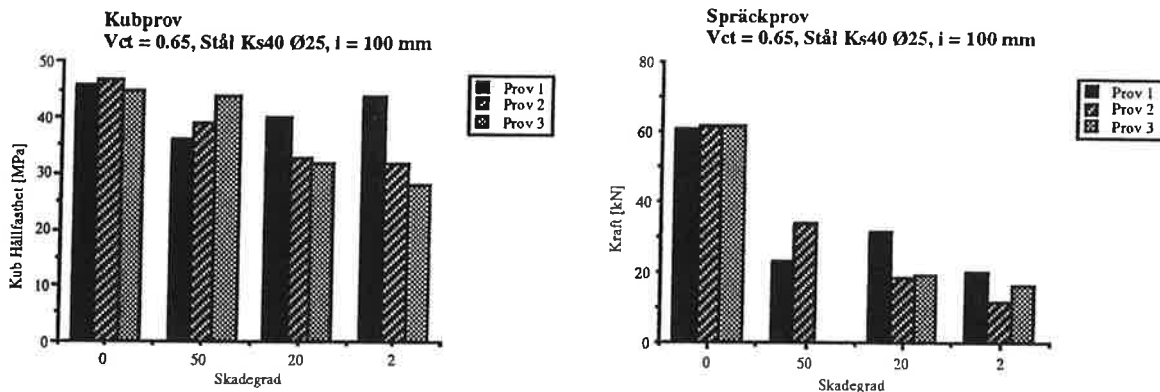 Kubprov
Vct = 0.65, Stål Ks40 Ø25, i = 100 mm
50
40
30
20
10
0
Kub Hållfasthet [MPa]
0 50 20 2
Skadegrad
Prov 1
Prov 2
Prov 3
Spräckprov
Vct = 0.65, Stål Ks40 Ø25, i = 100 mm
80
60
40
20
0
Kraft [kN]
0 50 20 2
Skadegrad
Prov 1
Prov 2
Prov 3